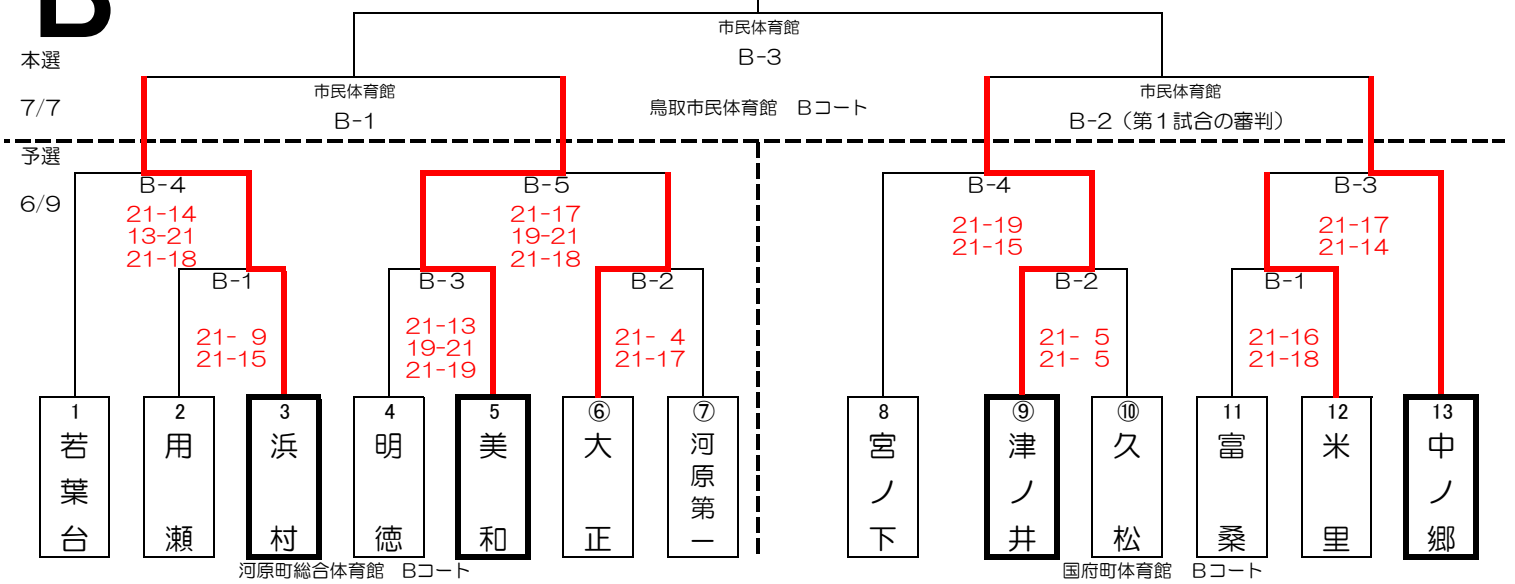 B
市民体育館
B-3
本選
7/7
市民体育館
B-1
鳥取市民体育館　Bコート
市民体育館
B-2（第1試合の審判）
予選
6/9
B-4
21-14
13-21
21-18
B-5
21-17
19-21
21-18
B-4
21-19
21-15
B-3
21-17
21-14
B-1
21- 9
21-15
B-3
21-13
19-21
21-19
B-2
21- 4
21-17
B-2
21- 5
21- 5
B-1
21-16
21-18
1
若葉台
2
用瀬
3
浜村
4
明徳
5
美和
⑥
大正
⑦
河原第一
8
宮ノ下
⑨
津ノ井
⑩
久松
11
富桑
12
米里
13
中ノ郷
河原町総合体育館　Bコート
国府町体育館　Bコート